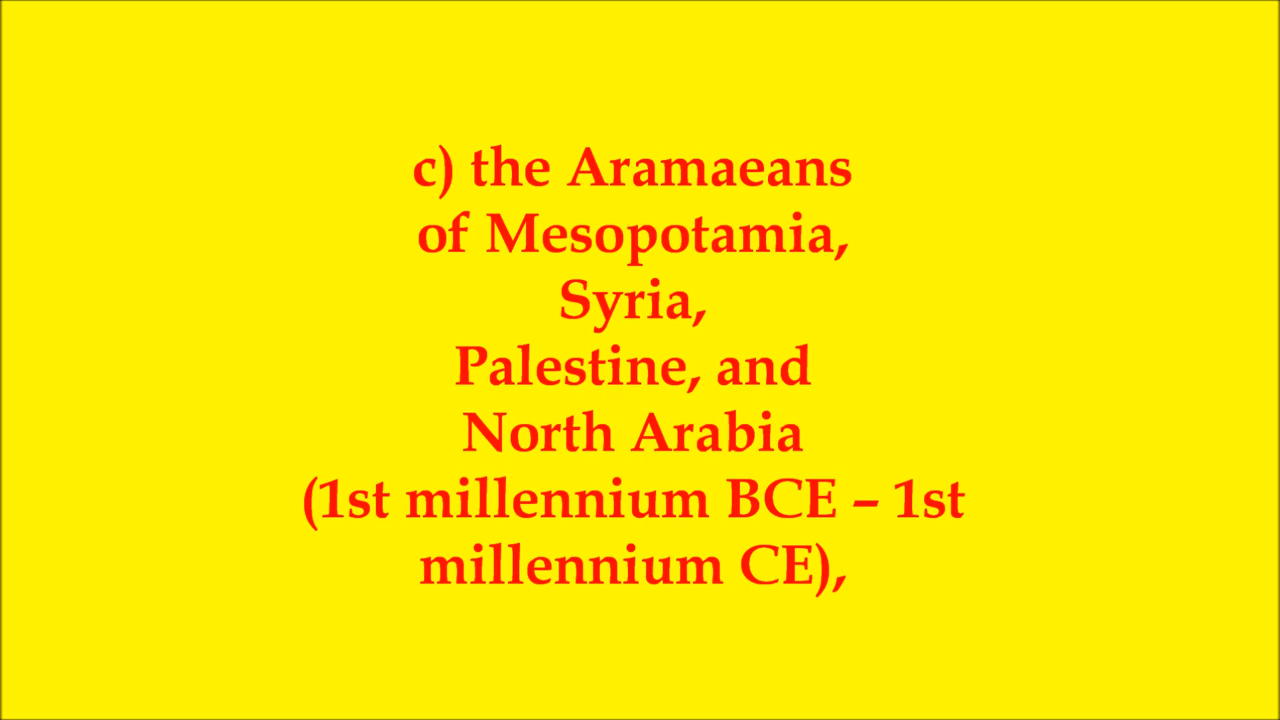 c) the Aramaeans
of Mesopotamia,
Syria,
Palestine, and
North Arabia
(1st millennium BCE – 1st
millennium CE),